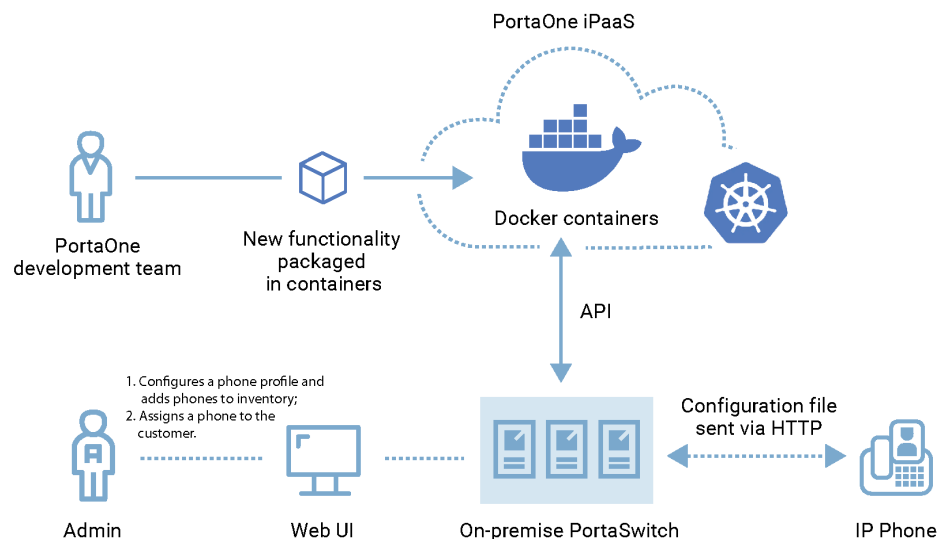 PortaOne iPaaS
PortaOne
development team
New functionality
packaged
in containers
Docker containers
API
1. Configures a phone profile and
adds phones to inventory;
2. Assigns a phone to the
customer.
A
Configuration file
sent via HTTP
Admin
Web UI
On-premise PortaSwitch
IP Phone